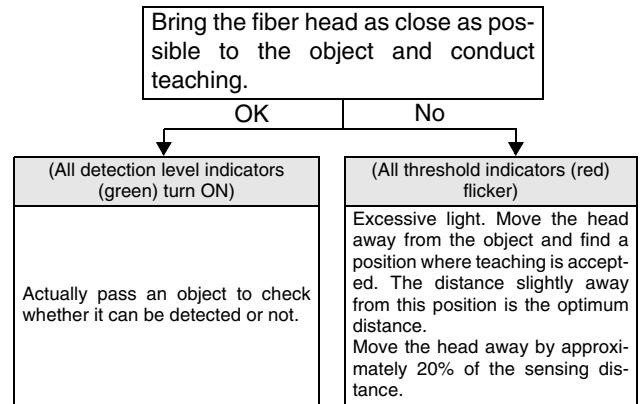 Bring the fiber head as close as pos-
sible to the object and conduct
teaching.
OK
No
(All detection level indicators
(green) turn ON)
Actually pass an object to check
whether it can be detected or not.
(All threshold indicators (red)
flicker)
Excessive light. Move the head
away from the object and find a
position where teaching is accept-
ed. The distance slightly away
from this position is the optimum
distance.
Move the head away by approxi-
mately 20% of the sensing dis-
tance.